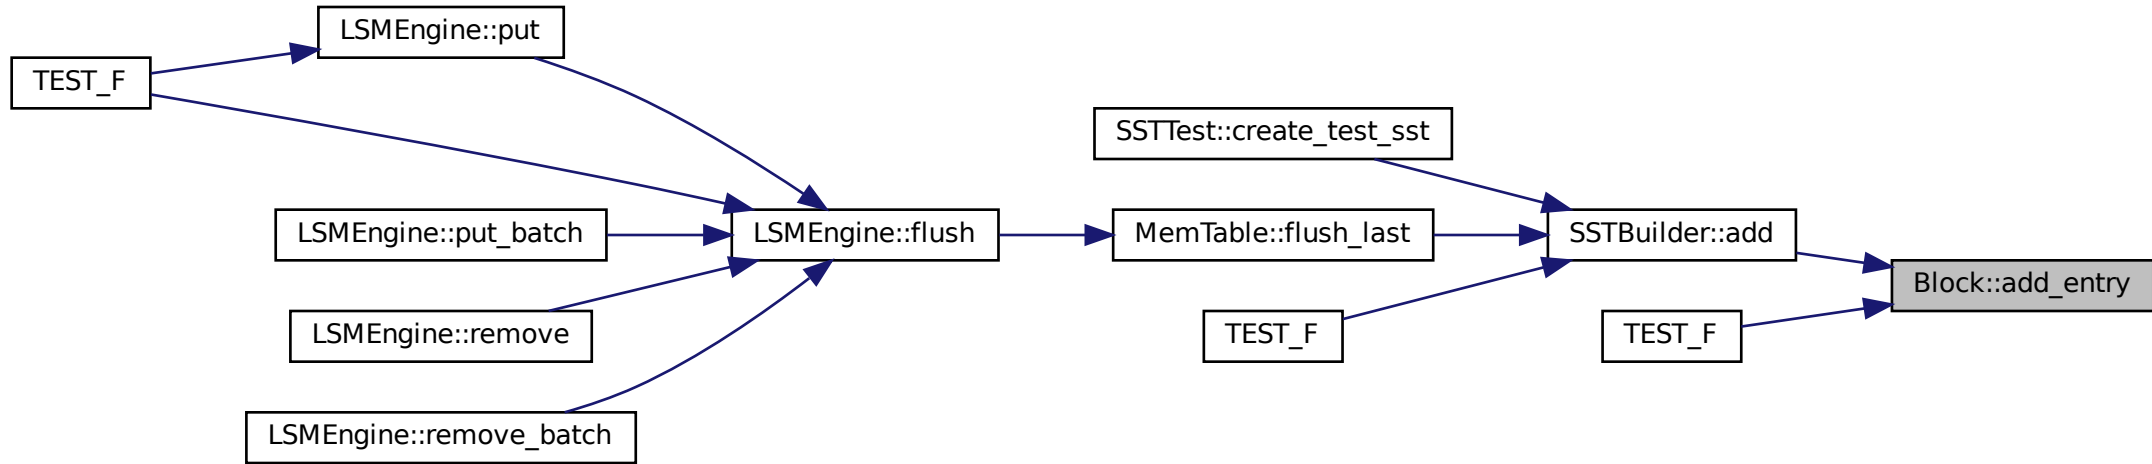 LSMEngine::put
TEST_F
SSTTest::create_test_sst
LSMEngine::put_batch
LSMEngine::flush
MemTable::flush_last
SSTBuilder::add
Block::add_entry
LSMEngine::remove
TEST_F
TEST_F
LSMEngine::remove_batch